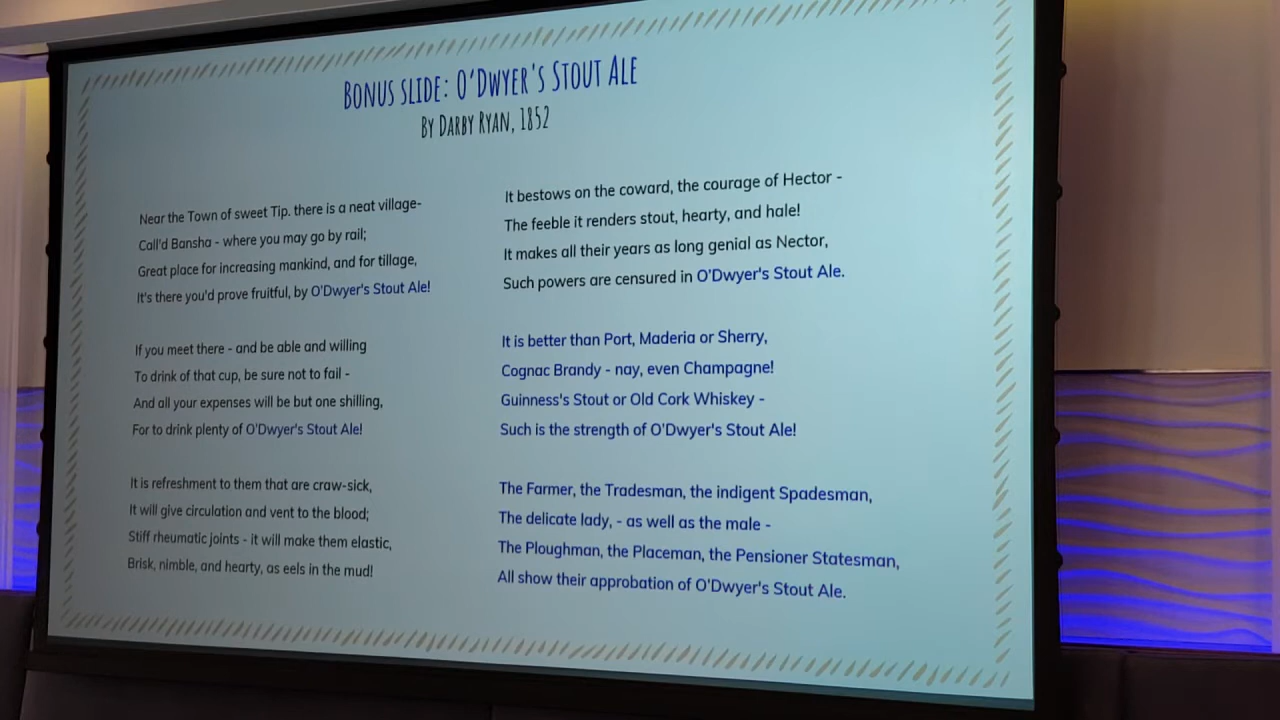 BONUS SLIDE: O'DWYER'S STOUT ALE
BY DARBY RYAN, 1852
Near the Town of sweet Tip. there is a neat village-
Call'd Bansha - where you may go by rail;
Great place for increasing mankind, and for tillage,
It's there you'd prove fruitful, by O'Dwyer's Stout Ale!
If you meet there - and be able and willing
To drink of that cup, be sure not to fail -
And all your expenses will be but one shilling,
For to drink plenty of O'Dwyer's Stout Ale!
It is refreshment to them that are craw-sick,
It will give circulation and vent to the blood;
Stiff rheumatic joints - it will make them elastic,
Brisk, nimble, and hearty, as eels in the mud!
It bestows on the coward, the courage of Hector -
The feeble it renders stout, hearty, and hale!
It makes all their years as long genial as Nector,
Such powers are censured in O'Dwyer's Stout Ale.
It is better than Port, Maderia or Sherry,
Cognac Brandy - nay, even Champagne!
Guinness's Stout or Old Cork Whiskey -
Such is the strength of O'Dwyer's Stout Ale!
The Farmer, the Tradesman, the indigent Spadesman,
The delicate lady, - as well as the male -
The Ploughman, the Placeman, the Pensioner Statesman,
All show their approbation of O'Dwyer's Stout Ale.